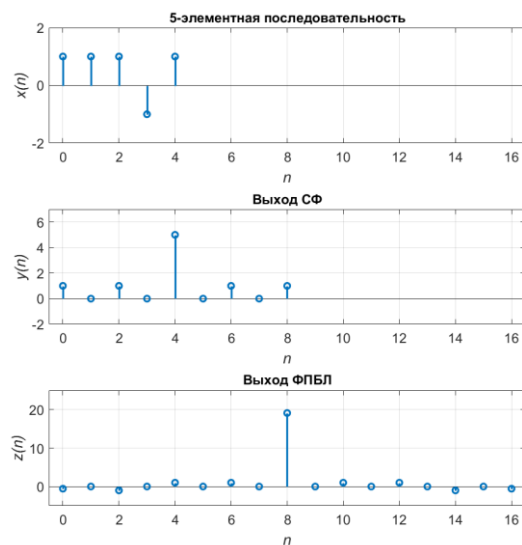 5-элементная последовательность
2
0
-2
x(n)
0 2 4 6 8 10 12 14 16
n
Выход СФ
6
4
2
0
-2
y(n)
0 2 4 6 8 10 12 14 16
n
Выход ФПБЛ
20
10
0
z(n)
0 2 4 6 8 10 12 14 16
n